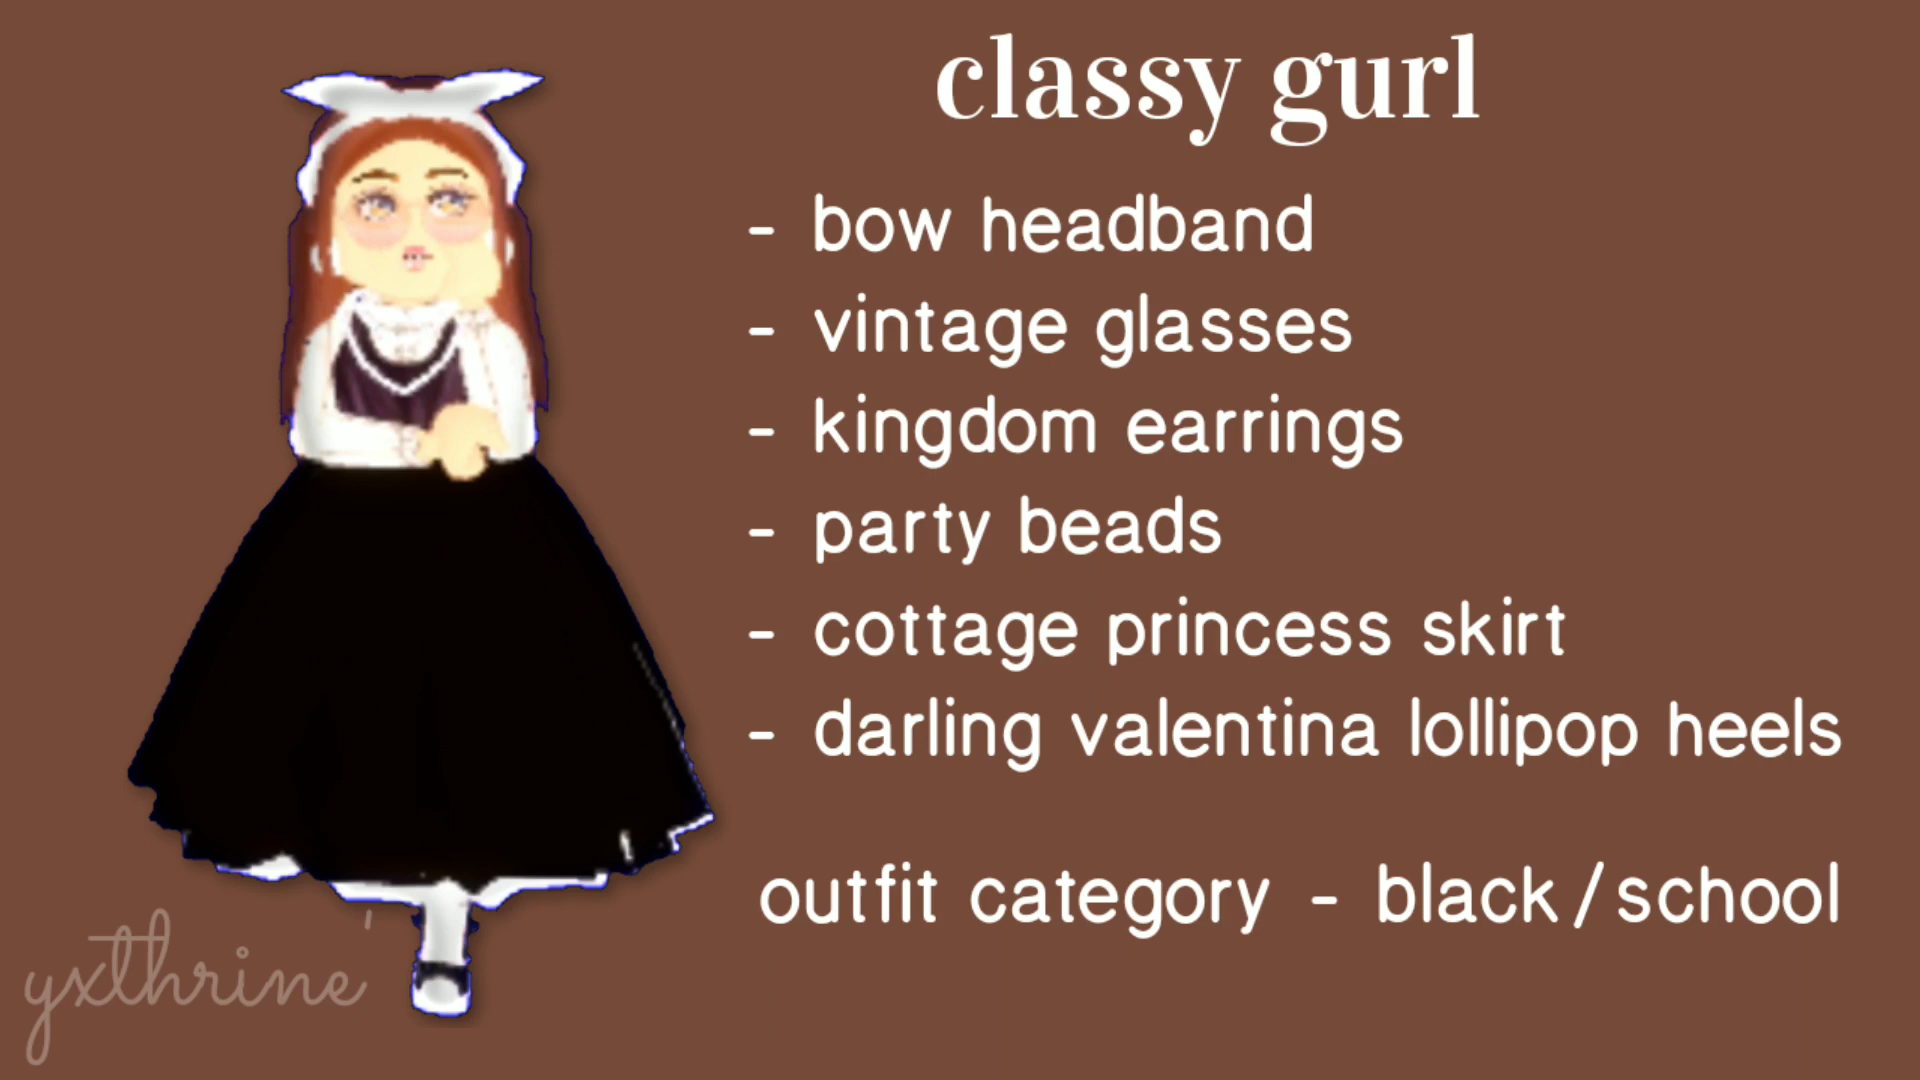 classy gurl
- bow headband
- vintage glasses
- kingdom earrings
- party beads
- cottage princess skirt
- darling valentina lollipop heels
outfit category - black/school
yxthrine'